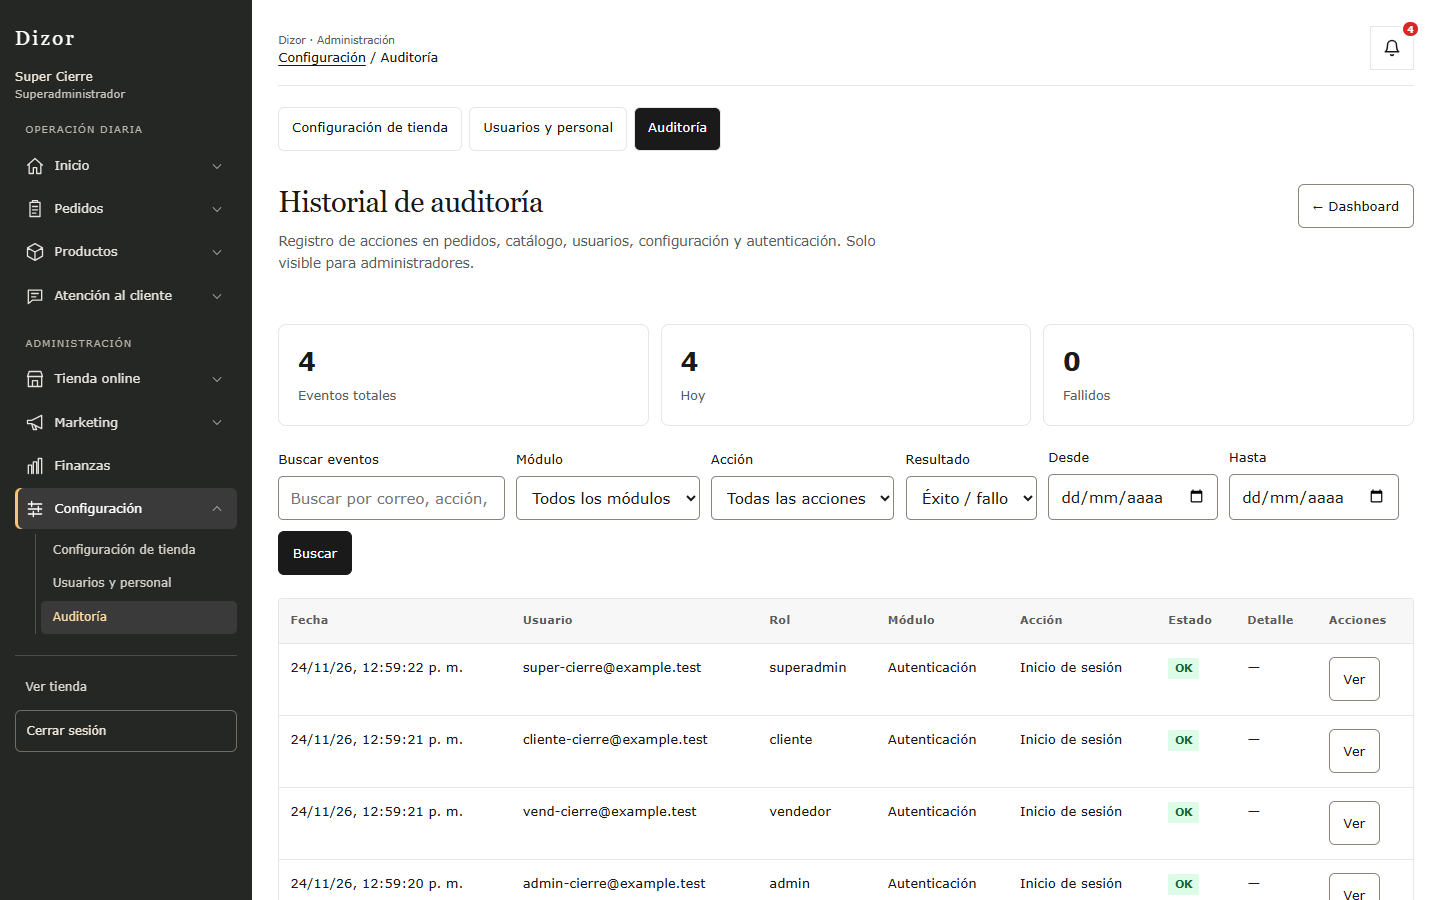 Dizor
Super Cierre
Superadministrador
OPERACIÓN DIARIA
Inicio
Pedidos
Productos
Atención al cliente
ADMINISTRACIÓN
Tienda online
Marketing
Finanzas
Configuración
Configuración de tienda
Usuarios y personal
Auditoría
Ver tienda
Cerrar sesión
Dizor · Administración
Configuración / Auditoría
4
Configuración de tienda
Usuarios y personal
Auditoría
Historial de auditoría
← Dashboard
Registro de acciones en pedidos, catálogo, usuarios, configuración y autenticación. Solo
visible para administradores.
4
Eventos totales
4
Hoy
0
Fallidos
Buscar eventos
Buscar por correo, acción,
Módulo
Todos los módulos
Acción
Todas las acciones
Resultado
Éxito / fallo
Desde
dd/mm/aaaa
Hasta
dd/mm/aaaa
Buscar
Fecha Usuario Rol Módulo Acción Estado Detalle Acciones
24/11/26, 12:59:22 p. m. super-cierre@example.test superadmin Autenticación Inicio de sesión OK — Ver
24/11/26, 12:59:21 p. m. cliente-cierre@example.test cliente Autenticación Inicio de sesión OK — Ver
24/11/26, 12:59:21 p. m. vend-cierre@example.test vendedor Autenticación Inicio de sesión OK — Ver
24/11/26, 12:59:20 p. m. admin-cierre@example.test admin Autenticación Inicio de sesión OK — Ver